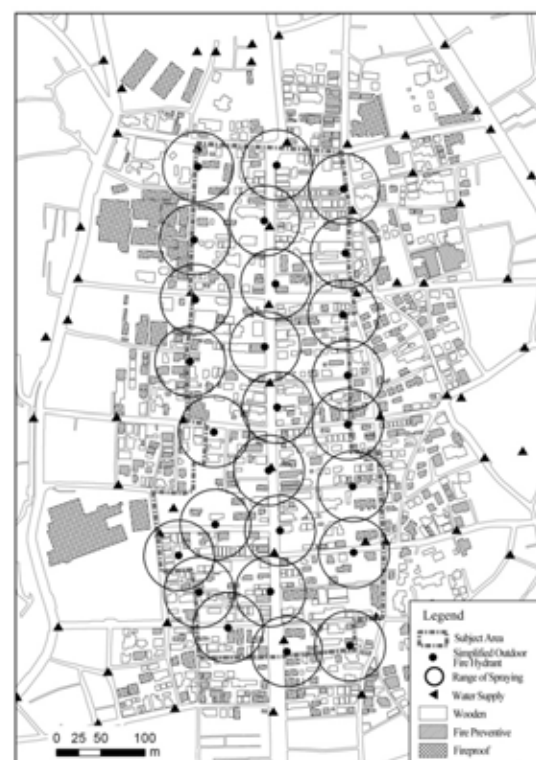 Legend
Subject Area
Simplified Outdoor
Fire Hydrant
Range of Spraying
Water Supply
Wooden
Fire Preventive
Fireproof
0 25 50 100
m